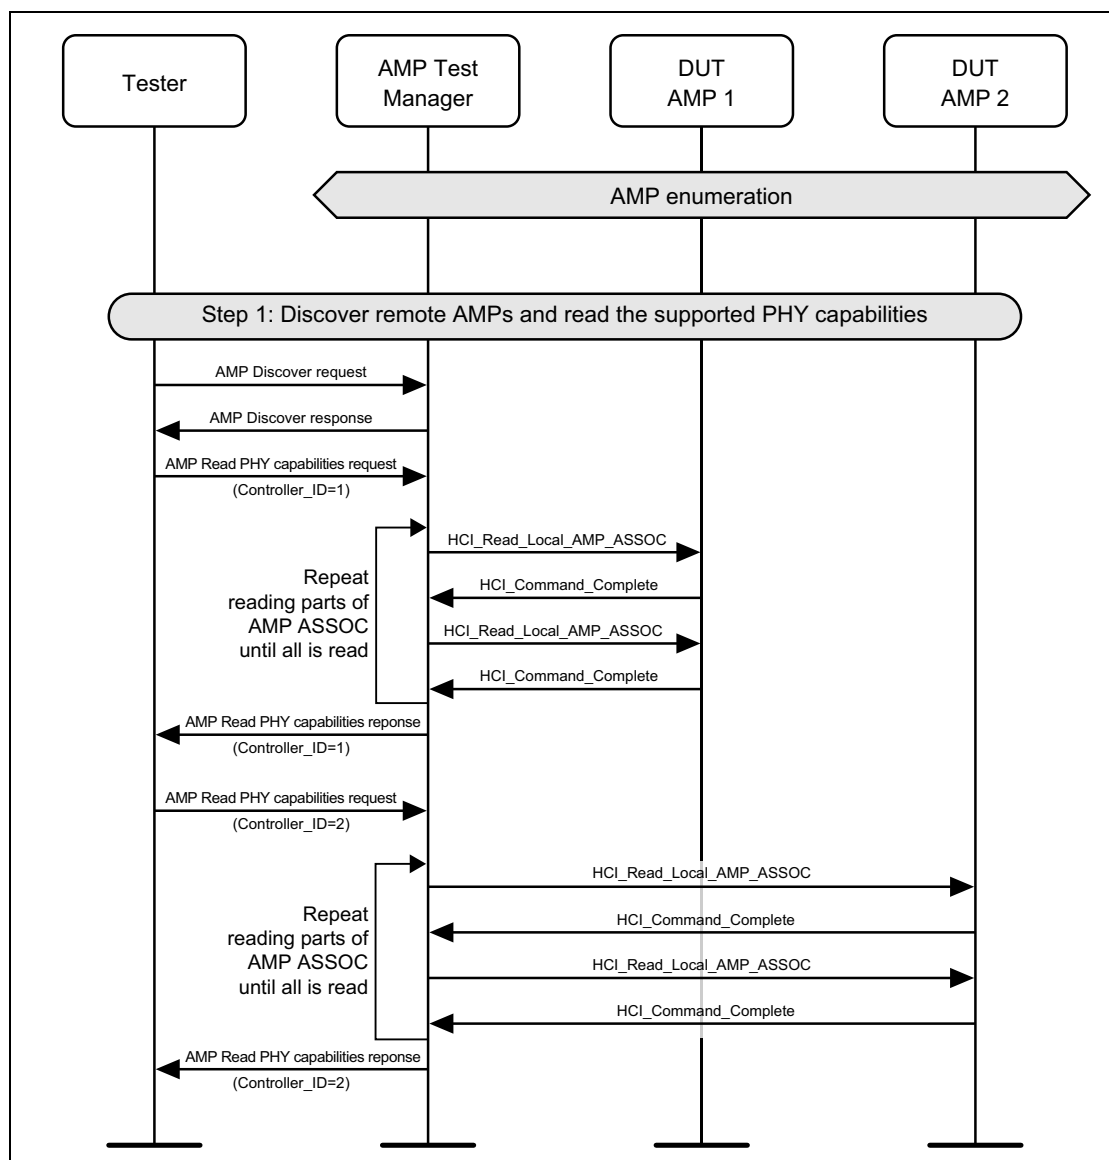 Tester
AMP Test
Manager
DUT
AMP 1
DUT
AMP 2
AMP enumeration
Step 1: Discover remote AMPs and read the supported PHY capabilities
AMP Discover request
AMP Discover response
AMP Read PHY capabilities request
(Controller_ID=1)
HCI_Read_Local_AMP_ASSOC
HCI_Command_Complete
HCI_Read_Local_AMP_ASSOC
HCI_Command_Complete
Repeat
reading parts of
AMP ASSOC
until all is read
AMP Read PHY capabilities reponse
(Controller_ID=1)
AMP Read PHY capabilities request
(Controller_ID=2)
HCI_Read_Local_AMP_ASSOC
HCI_Command_Complete
HCI_Read_Local_AMP_ASSOC
HCI_Command_Complete
Repeat
reading parts of
AMP ASSOC
until all is read
AMP Read PHY capabilities reponse
(Controller_ID=2)